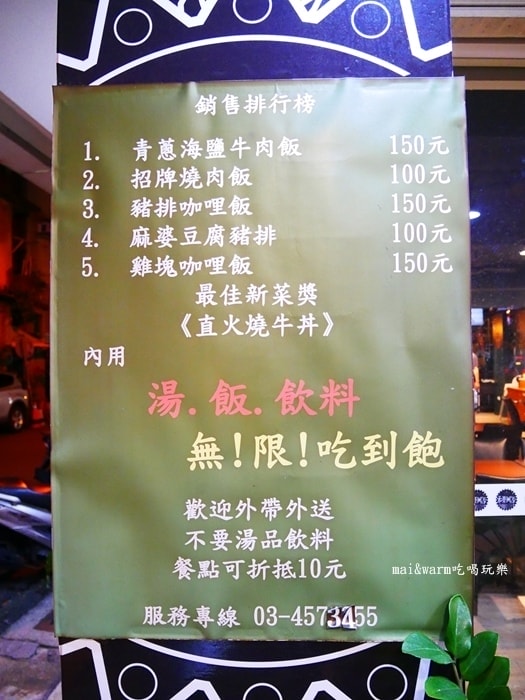 銷售排行榜
1. 青蔥海鹽牛肉飯 150元
2. 招牌燒肉飯 100元
3. 豬排咖哩飯 150元
4. 麻婆豆腐豬排 100元
5. 雞塊咖哩飯 150元
最佳新菜獎
《直火燒牛丼》
內用
湯.飯.飲料
無!限!吃到飽
歡迎外帶外送
不要湯品飲料
餐點可折抵10元
mai&warm吃喝玩樂
服務專線 03-4573455